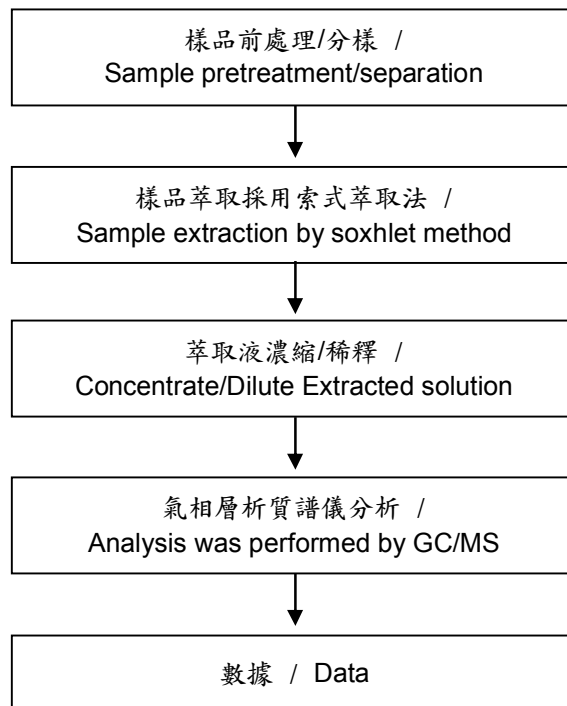 樣品前處理/分樣 /
Sample pretreatment/separation
樣品萃取採用索式萃取法 /
Sample extraction by soxhlet method
萃取液濃縮/稀釋 /
Concentrate/Dilute Extracted solution
氣相層析質譜儀分析 /
Analysis was performed by GC/MS
數據 / Data